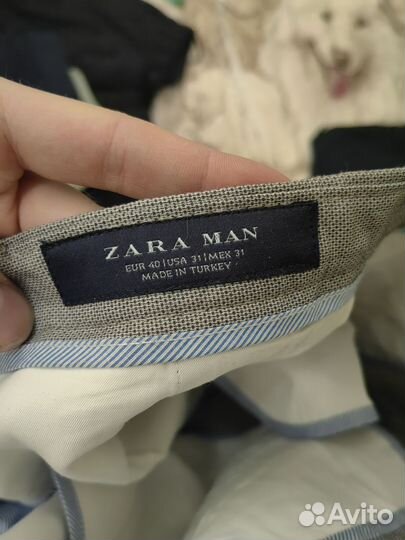 ZARA MAN
EUR 40 | USA 31 | MEX 31
MADE IN TURKEY
Avito